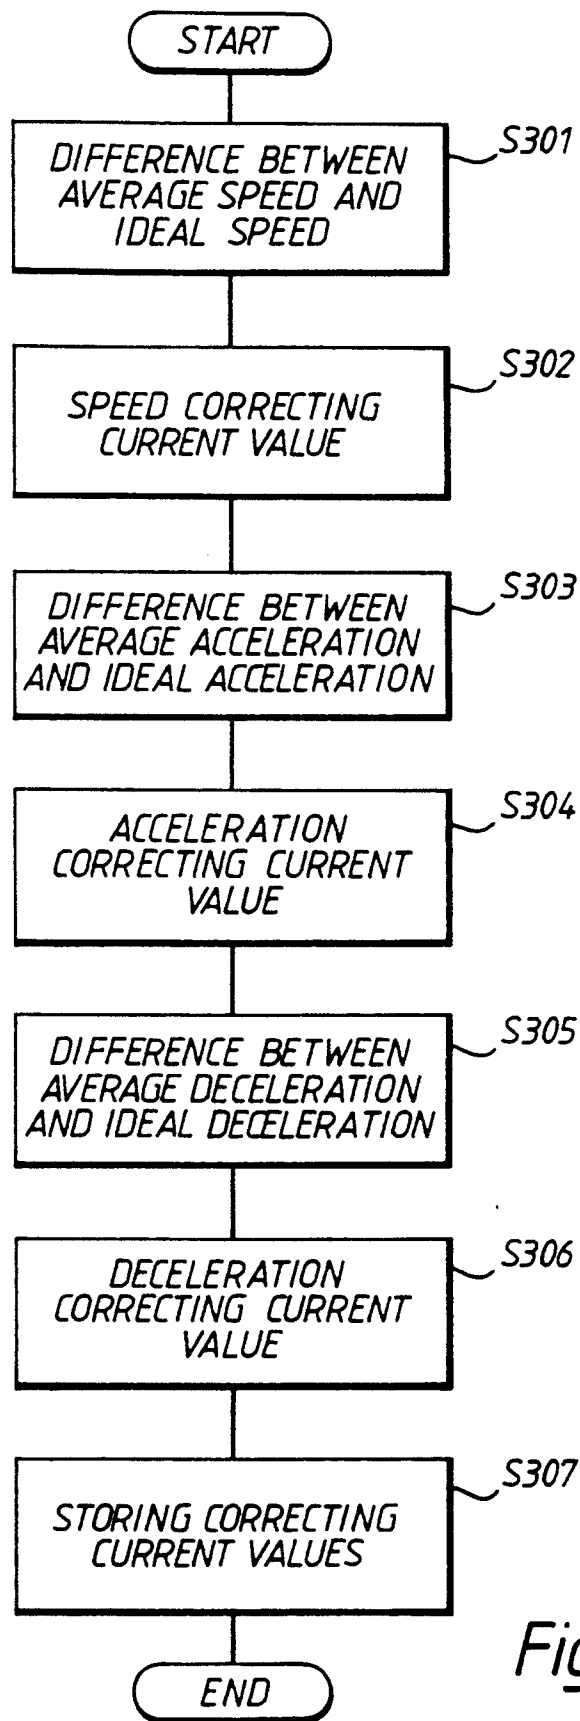 START
S301
DIFFERENCE BETWEEN
AVERAGE SPEED AND
IDEAL SPEED
S302
SPEED CORRECTING
CURRENT VALUE
S303
DIFFERENCE BETWEEN
AVERAGE ACCELERATION
AND IDEAL ACCELERATION
S304
ACCELERATION
CORRECTING CURRENT
VALUE
S305
DIFFERENCE BETWEEN
AVERAGE DECELERATION
AND IDEAL DECELERATION
S306
DECELERATION
CORRECTING CURRENT
VALUE
S307
STORING CORRECTING
CURRENT VALUES
END